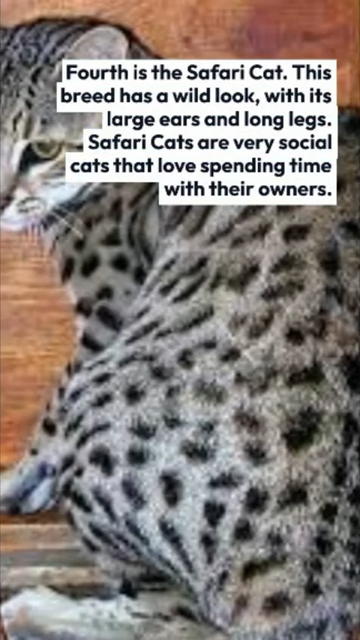 Fourth is the Safari Cat. This
breed has a wild look, with its
large ears and long legs.
Safari Cats are very social
cats that love spending time
with their owners.